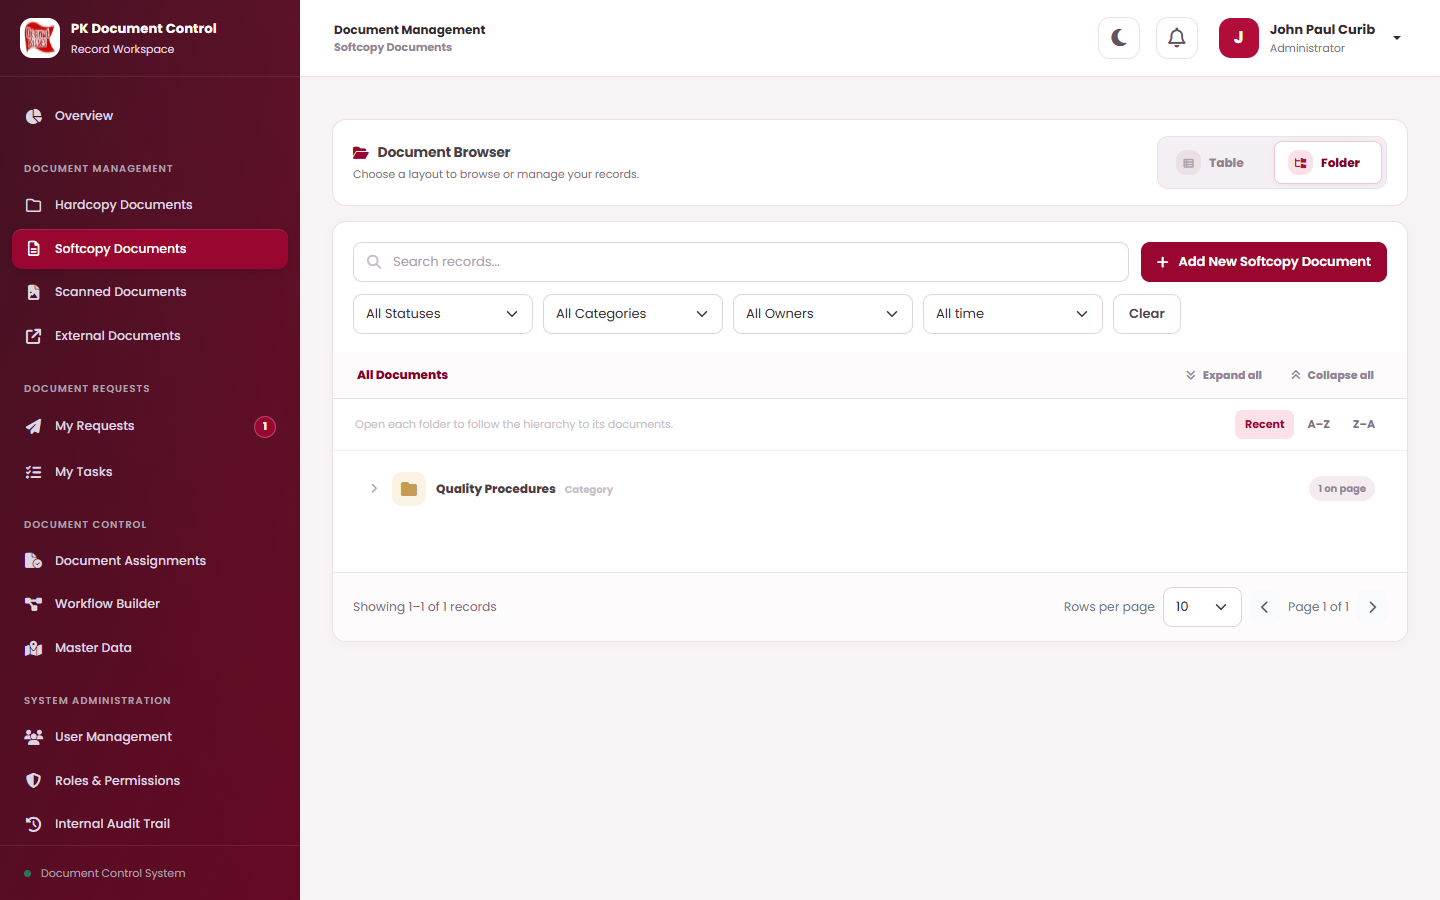 PK Document Control
Record Workspace
Overview
DOCUMENT MANAGEMENT
Hardcopy Documents
Softcopy Documents
Scanned Documents
External Documents
DOCUMENT REQUESTS
My Requests
1
My Tasks
DOCUMENT CONTROL
Document Assignments
Workflow Builder
Master Data
SYSTEM ADMINISTRATION
User Management
Roles & Permissions
Internal Audit Trail
Document Control System
Document Management
Softcopy Documents
J
John Paul Curib
Administrator
Document Browser
Choose a layout to browse or manage your records.
Table
Folder
Search records...
Add New Softcopy Document
All Statuses
All Categories
All Owners
All time
Clear
All Documents
Expand all
Collapse all
Open each folder to follow the hierarchy to its documents.
Recent
A–Z
Z–A
Quality Procedures Category
1 on page
Showing 1–1 of 1 records
Rows per page
10
Page 1 of 1